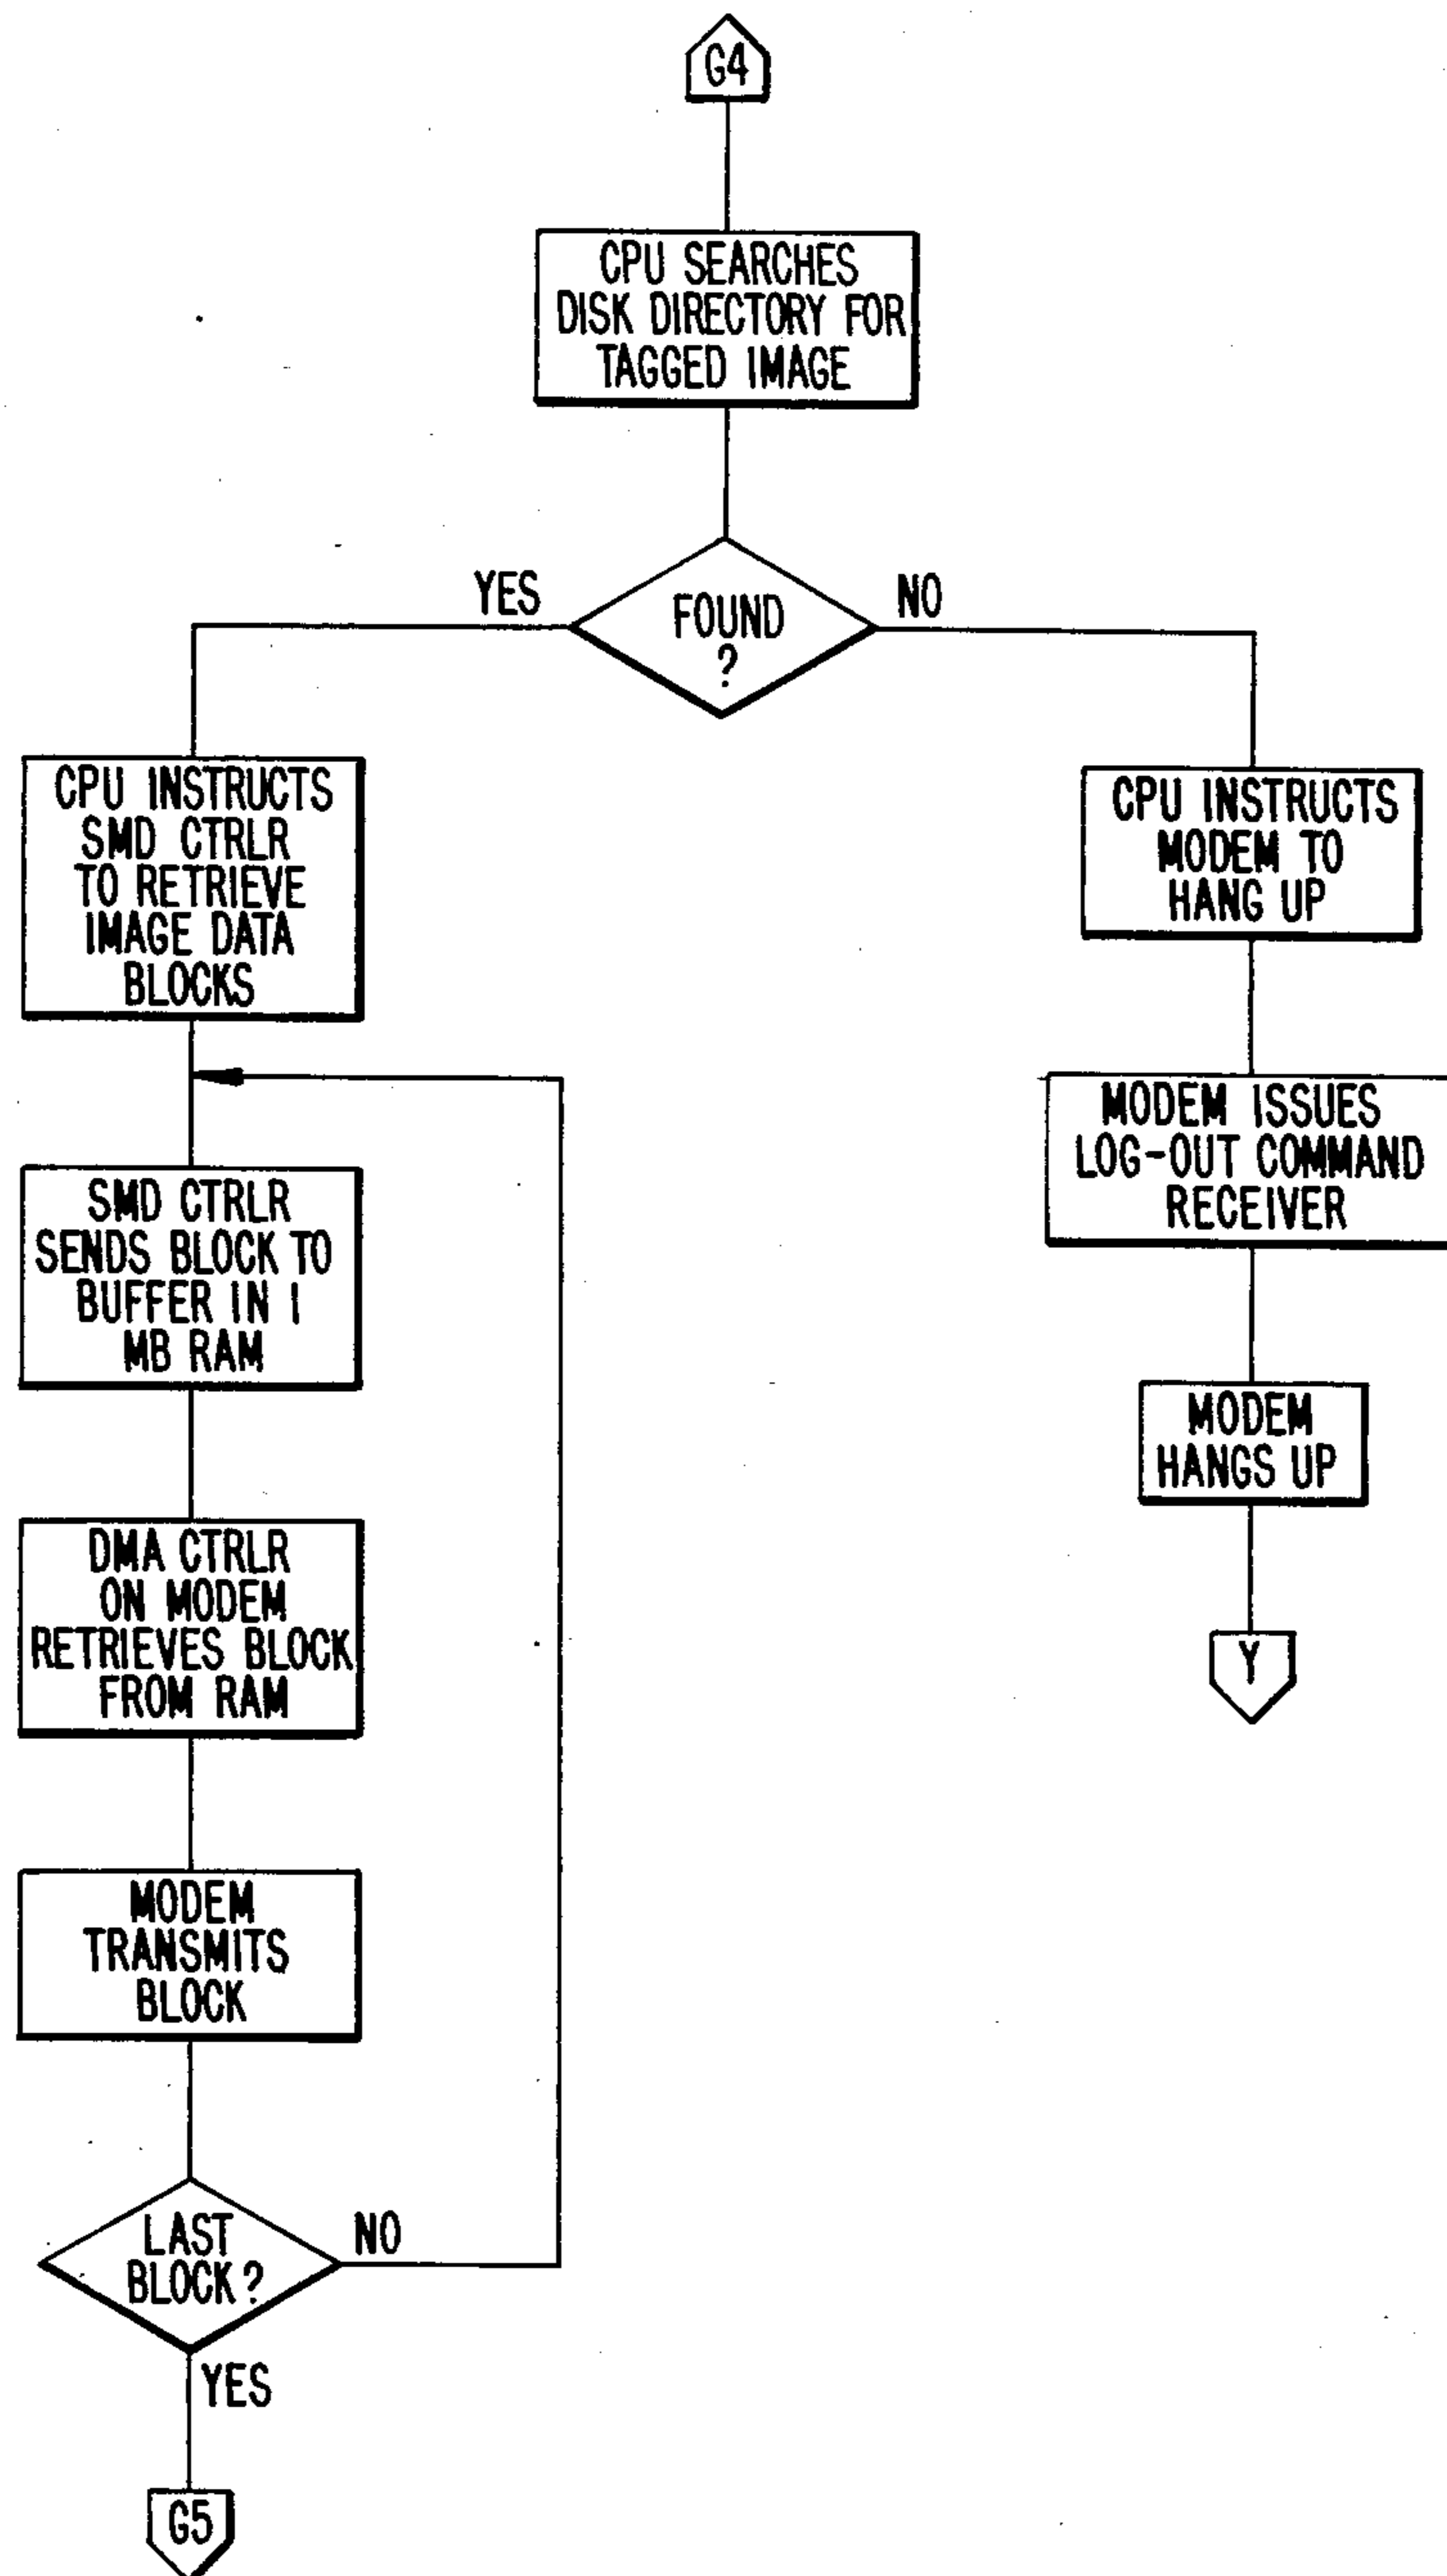 G4
CPU SEARCHES
DISK DIRECTORY FOR
TAGGED IMAGE
FOUND
?
YES
NO
CPU INSTRUCTS
SMD CTRLR
TO RETRIEVE
IMAGE DATA
BLOCKS
SMD CTRLR
SENDS BLOCK TO
BUFFER IN 1
MB RAM
DMA CTRLR
ON MODEM
RETRIEVES BLOCK
FROM RAM
MODEM
TRANSMITS
BLOCK
LAST
BLOCK?
NO
YES
G5
CPU INSTRUCTS
MODEM TO
HANG UP
MODEM ISSUES
LOG-OUT COMMAND
RECEIVER
MODEM
HANGS UP
Y